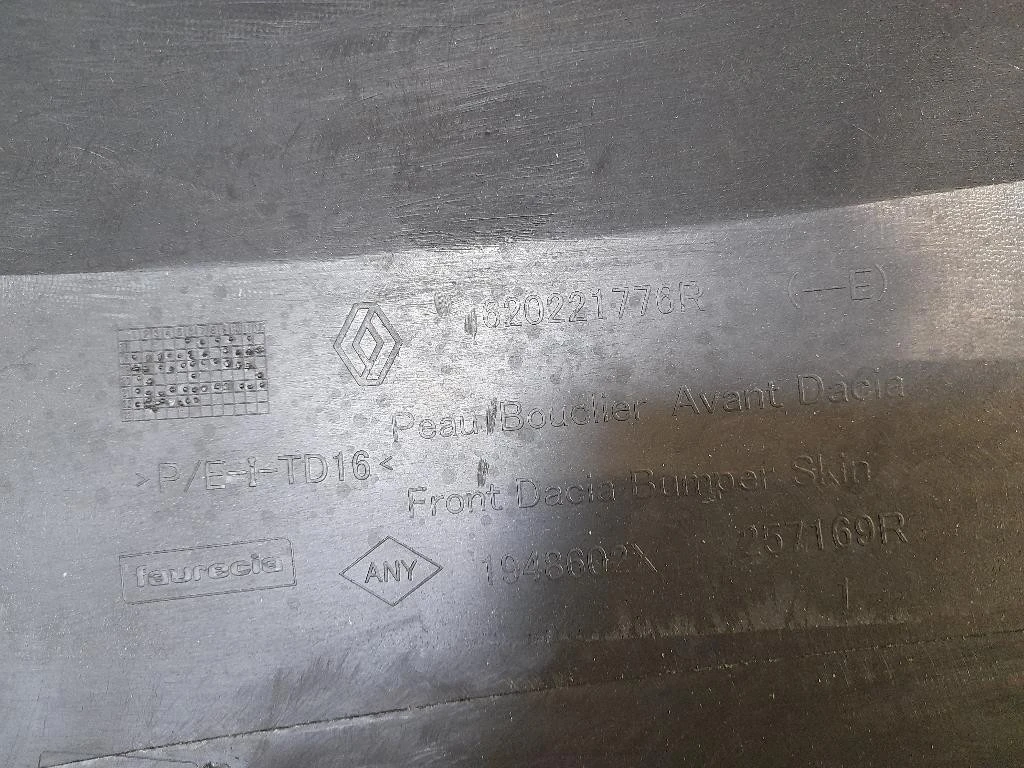 620221776R (—E)
Peau Bouclier Avant Dacia
>P/E-I-TD16<
Front Dacia Bumper Skin
257169R
faurecia
ANY
1948602X